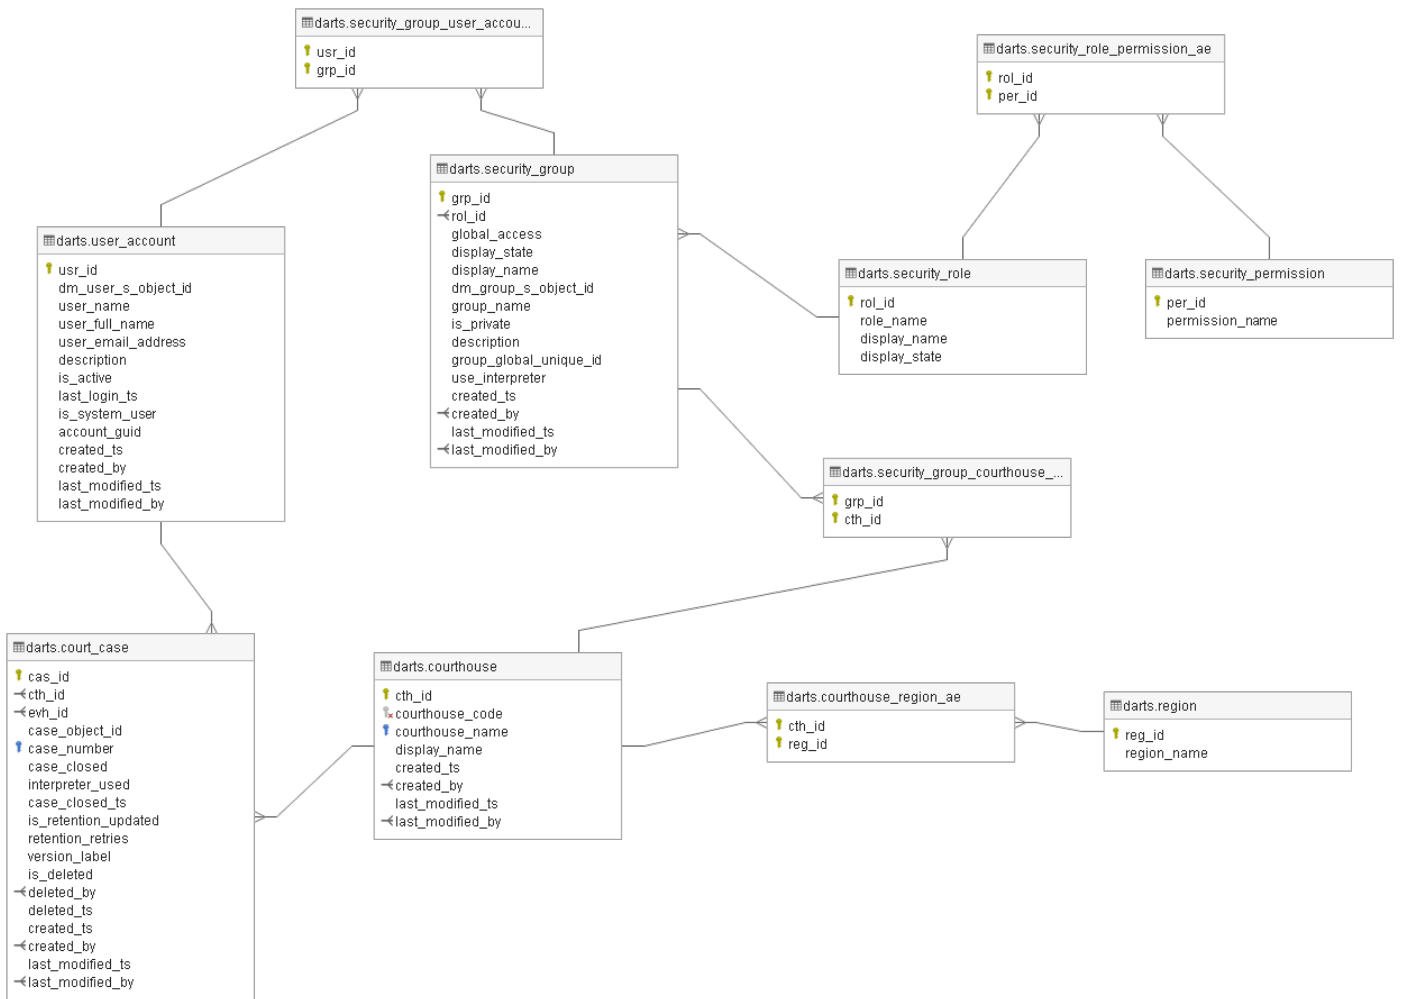 darts.security_group_user_accou...
usr_id
grp_id
darts.security_role_permission_ae
rol_id
per_id
darts.security_group
grp_id
rol_id
global_access
display_state
display_name
dm_group_s_object_id
group_name
is_private
description
group_global_unique_id
use_interpreter
created_ts
created_by
last_modified_ts
last_modified_by
darts.user_account
usr_id
dm_user_s_object_id
user_name
user_full_name
user_email_address
description
is_active
last_login_ts
is_system_user
account_guid
created_ts
created_by
last_modified_ts
last_modified_by
darts.security_role
rol_id
role_name
display_name
display_state
darts.security_permission
per_id
permission_name
darts.security_group_courthouse_...
grp_id
cth_id
darts.court_case
cas_id
cth_id
evh_id
case_object_id
case_number
case_closed
interpreter_used
case_closed_ts
is_retention_updated
retention_retries
version_label
is_deleted
deleted_by
deleted_ts
created_ts
created_by
last_modified_ts
last_modified_by
darts.courthouse
cth_id
courthouse_code
courthouse_name
display_name
created_ts
created_by
last_modified_ts
last_modified_by
darts.courthouse_region_ae
cth_id
reg_id
darts.region
reg_id
region_name